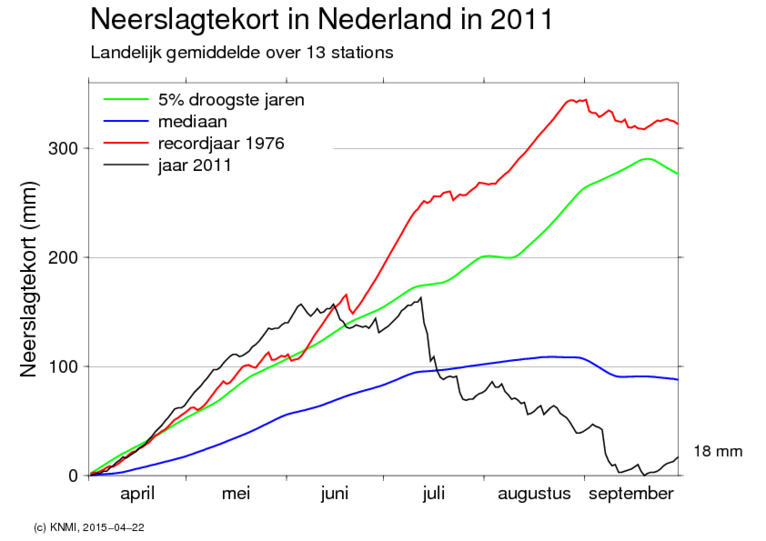 Neerslagtekort in Nederland in 2011
Landelijk gemiddelde over 13 stations
5% droogste jaren
mediaan
recordjaar 1976
jaar 2011
Neerslagtekort (mm)
300
200
100
0
april mei juni juli augustus september
18 mm
(c) KNMI, 2015-04-22